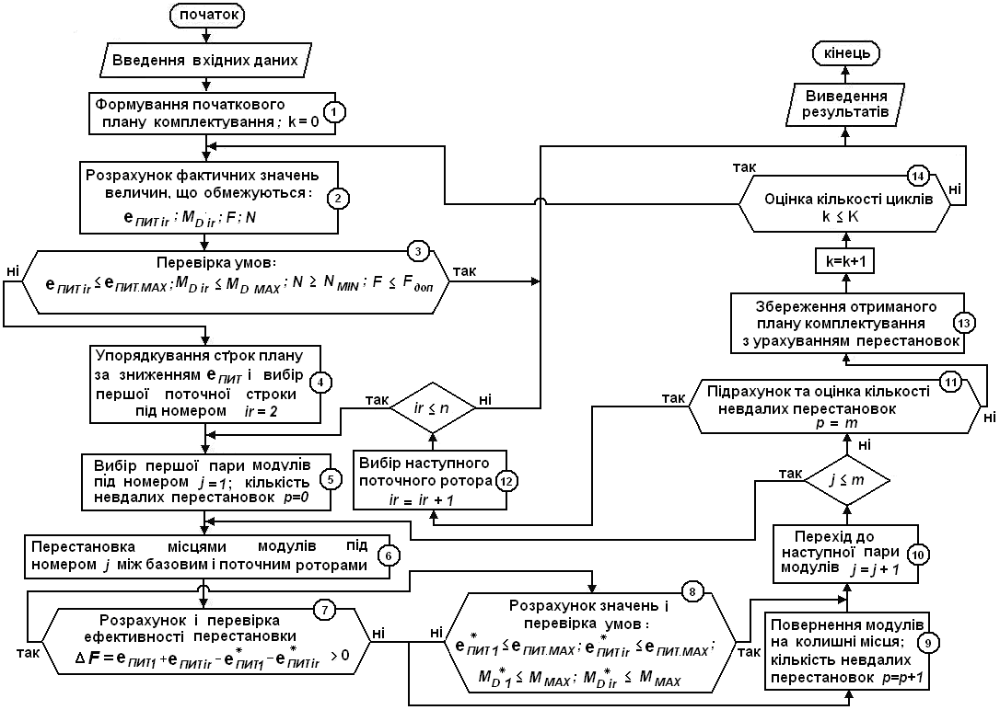 початок
Введення вхідних даних
Формування початкового
плану комплектування; k = 0
1
Розрахунок фактичних значень
величин, що обмежуються:
eПИТ ir ; MD ir ; F; N
2
3
Перевірка умов:
eПИТ ir ≤ eПИТ.MAX ; MD ir ≤ MD MAX ; N ≥ NMIN ; F ≤ Fдоп
ні
так
Упорядкування строк плану
за зниженням eПИТ і вибір
першої поточної строки
під номером ir = 2
4
Вибір першої пари модулів
під номером j =1; кількість
невдалих перестановок p=0
5
Перестановка місцями модулів під
номером j між базовим і поточним роторами
6
7
Розрахунок і перевірка
ефективності перестановки
ΔF = eПИТ1 + eПИТir – e*ПИТ1 – e*ПИТir > 0
так
ні
8
Розрахунок значень і
перевірка умов:
e*ПИТ1 ≤ eПИТ.MAX ; e*ПИТir ≤ eПИТ.MAX ;
MD*1 ≤ MMAX ; MD*ir ≤ MMAX
ні
так
Повернення модулів
на колишні місця;
кількість невдалих
перестановок p=p+1
9
Перехід до
наступної пари
модулів j = j + 1
10
j ≤ m
так
ні
11
Підрахунок та оцінка кількості
невдалих перестановок
p = m
так
ні
Вибір наступного
поточного ротора
ir = ir + 1
12
ir ≤ n
так
ні
Збереження отриманого
плану комплектування
з урахуванням перестановок
13
k=k+1
14
Оцінка кількості циклів
k ≤ K
так
ні
Виведення
результатів
кінець